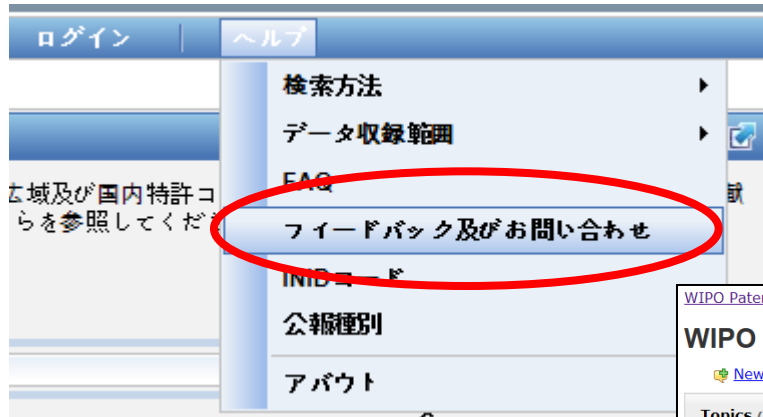 ログイン
ヘルプ
検索方法
データ収録範囲
FAQ
広域及び国内特許コ
献
らを参照してくださ
フィードバック及びお問い合わせ
INIDコード
公報種別
アバウト
WIPO Pate
WIPO
New
Topics